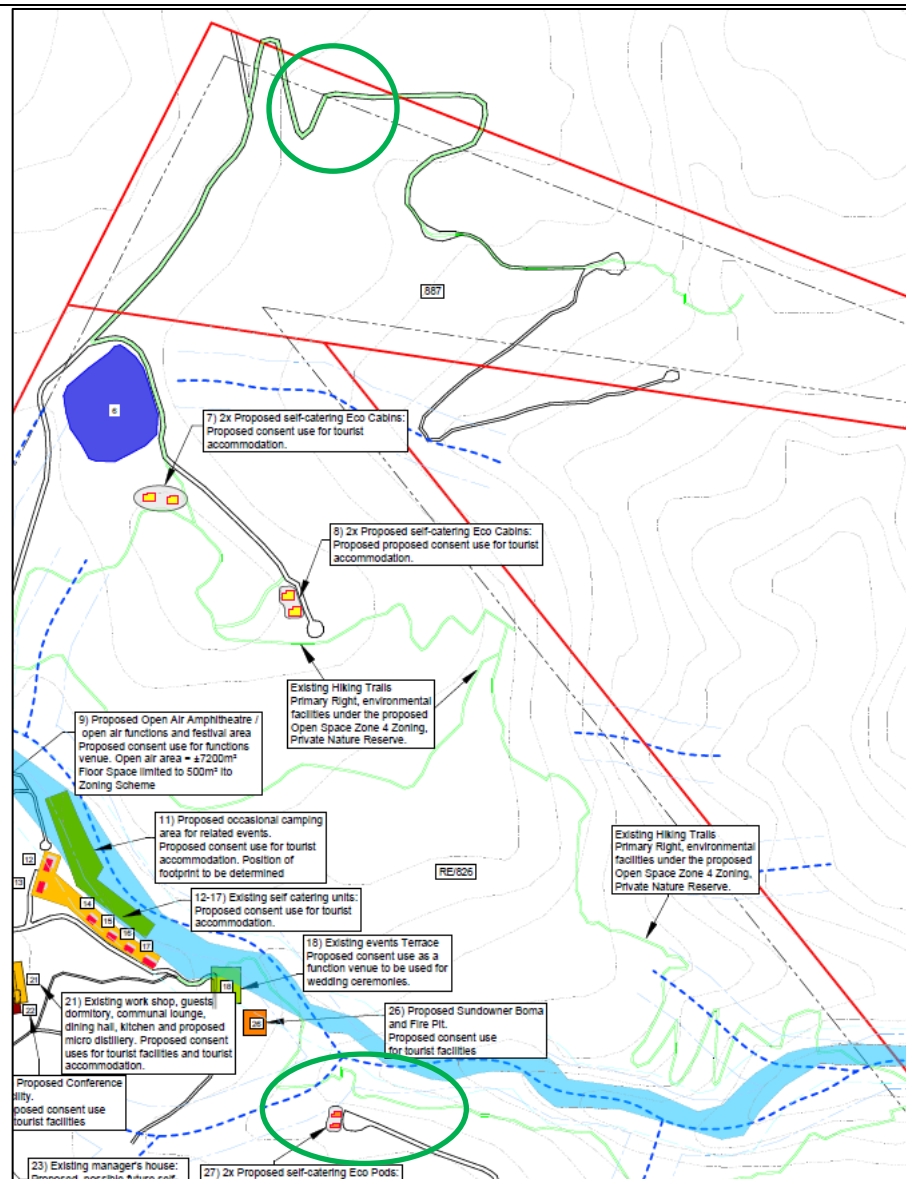 887
6
7) 2x Proposed self-catering Eco Cabins:
Proposed consent use for tourist
accommodation.
8) 2x Proposed self-catering Eco Cabins:
Proposed proposed consent use for tourist
accommodation.
Existing Hiking Trails
Primary Right, environmental
facilities under the proposed
Open Space Zone 4 Zoning,
Private Nature Reserve.
9) Proposed Open Air Amphitheatre /
open air functions and festival area
Proposed consent use for functions
venue. Open air area = ±7200m²
Floor Space limited to 500m² ito
Zoning Scheme
11) Proposed occasional camping
area for related events.
Proposed consent use for tourist
accommodation. Position of
footprint to be determined
Existing Hiking Trails
Primary Right, environmental
facilities under the proposed
Open Space Zone 4 Zoning,
Private Nature Reserve.
12
13
RE/826
14
15
16
17
12-17) Existing self catering units:
Proposed consent use for tourist
accommodation.
18) Existing events Terrace
Proposed consent use as a
function venue to be used for
wedding ceremonies.
18
21
22
21) Existing work shop, guests
dormitory, communal lounge,
dining hall, kitchen and proposed
micro distillery. Proposed consent
uses for tourist facilities and tourist
accommodation.
26
26) Proposed Sundowner Boma
and Fire Pit.
Proposed consent use
for tourist facilities
Proposed Conference
cility.
posed consent use
tourist facilities
23) Existing manager's house:
Proposed, possible future self-
27) 2x Proposed self-catering Eco Pods: